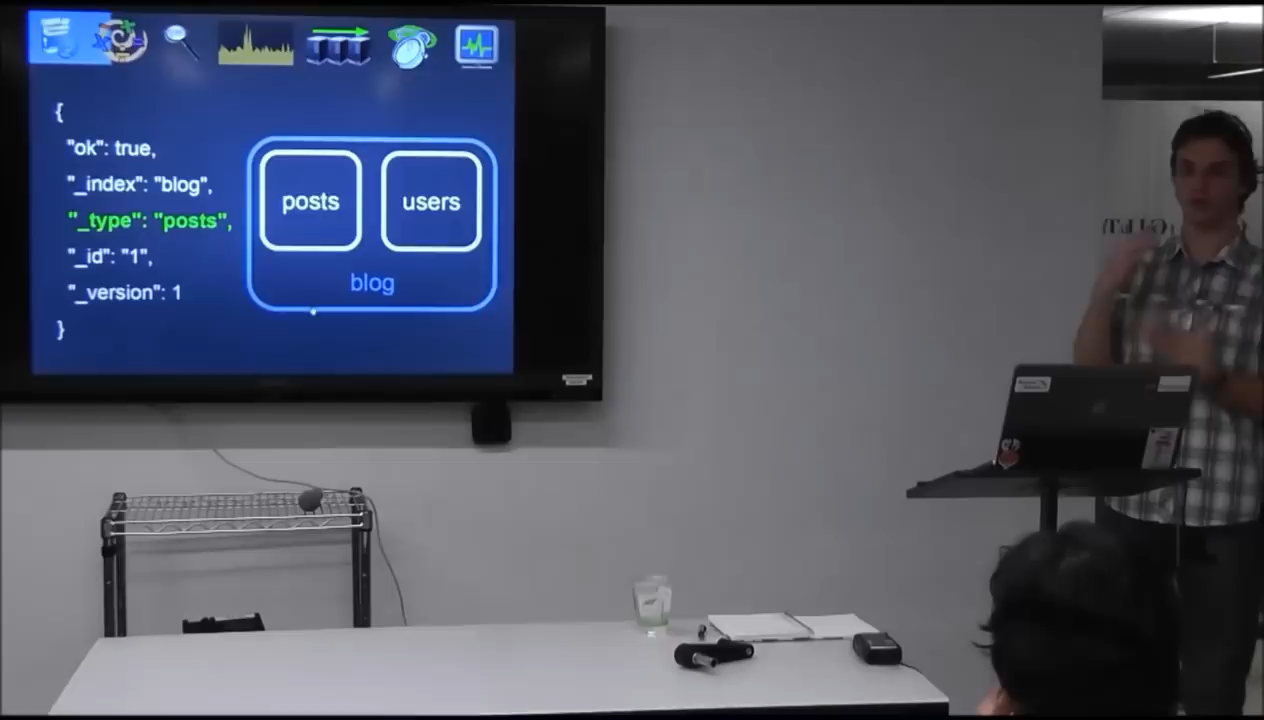 {
"ok": true,
"_index": "blog",
"_type": "posts",
"_id": "1",
"_version": 1
}
posts
users
blog